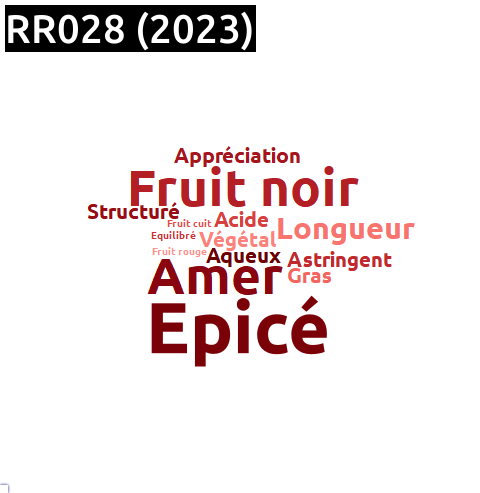 RR028 (2023)
Appréciation
Fruit noir
Structuré
Fruit cuit
Acide
Longueur
Equilibré
Végétal
Fruit rouge
Aqueux
Astringent
Amer
Gras
Epicé